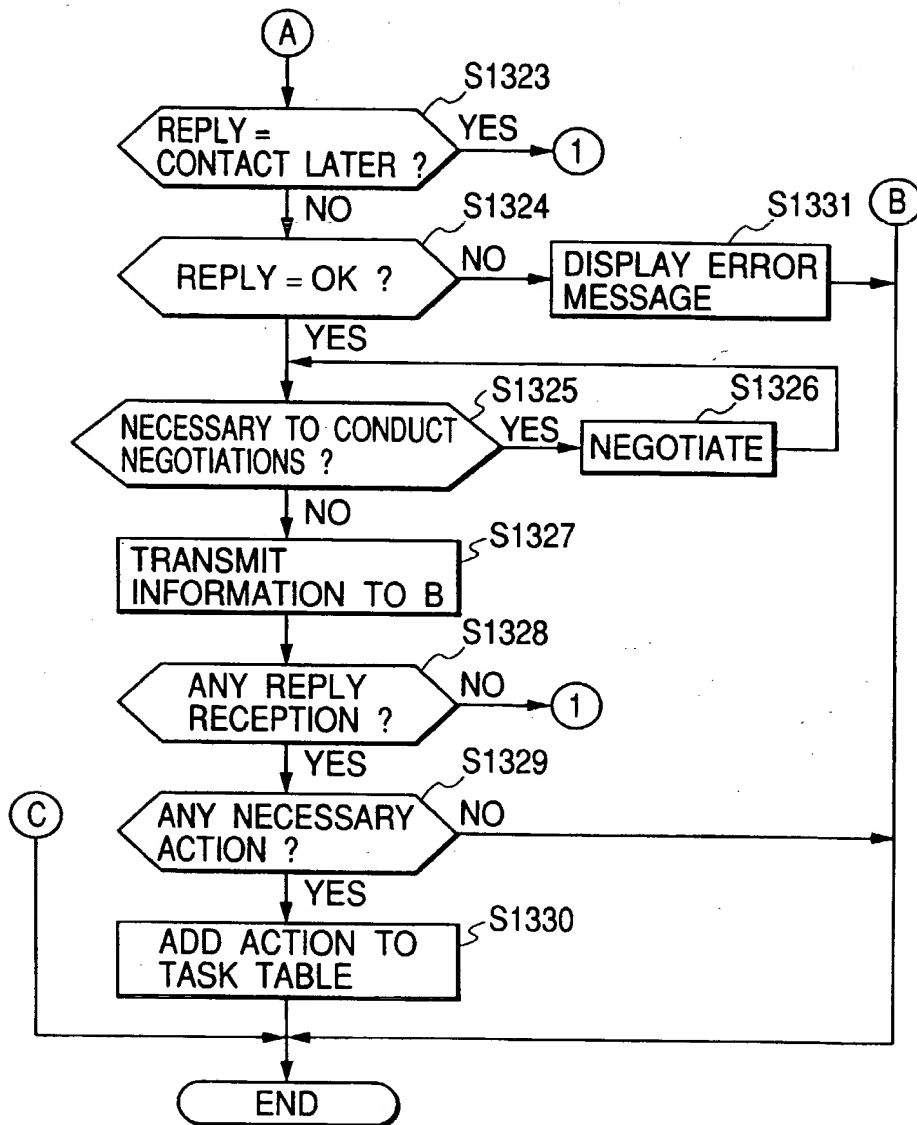 A
S1323
REPLY =
CONTACT LATER ?
YES
1
NO
S1324
S1331
B
REPLY = OK ?
NO
DISPLAY ERROR
MESSAGE
YES
S1325
S1326
NECESSARY TO CONDUCT
NEGOTIATIONS ?
YES
NEGOTIATE
NO
S1327
TRANSMIT
INFORMATION TO B
S1328
ANY REPLY
RECEPTION ?
NO
1
YES
S1329
C
ANY NECESSARY
ACTION ?
NO
YES
S1330
ADD ACTION TO
TASK TABLE
END